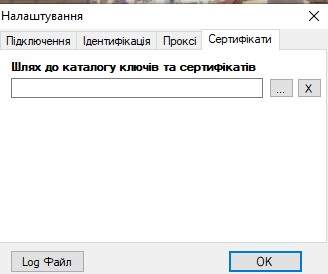 Налаштування
Підключення Ідентифікація Проксі Сертифікати
Шлях до каталогу ключів та сертифікатів
... X
Log Файл OK